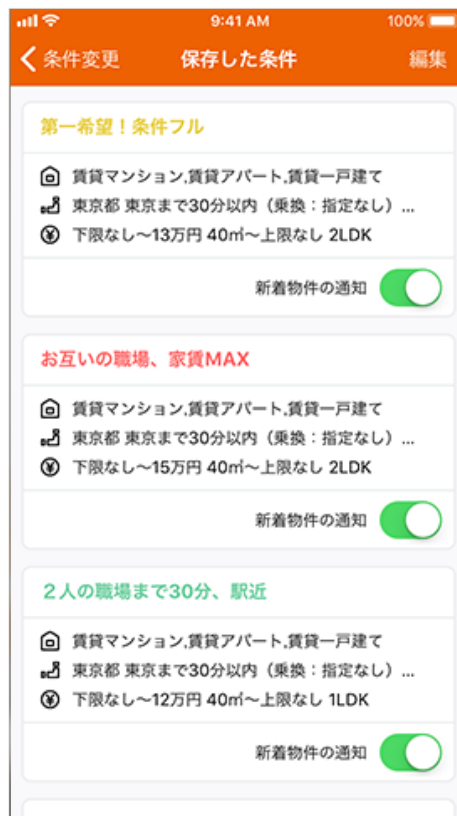 9:41 AM
100%
条件変更
保存した条件
編集
第一希望！条件フル
賃貸マンション,賃貸アパート,賃貸一戸建て
東京都 東京まで30分以内（乗換：指定なし）...
下限なし〜13万円 40㎡〜上限なし 2LDK
新着物件の通知
お互いの職場、家賃MAX
賃貸マンション,賃貸アパート,賃貸一戸建て
東京都 東京まで30分以内（乗換：指定なし）...
下限なし〜15万円 40㎡〜上限なし 2LDK
新着物件の通知
２人の職場まで30分、駅近
賃貸マンション,賃貸アパート,賃貸一戸建て
東京都 東京まで30分以内（乗換：指定なし）...
下限なし〜12万円 40㎡〜上限なし 1LDK
新着物件の通知